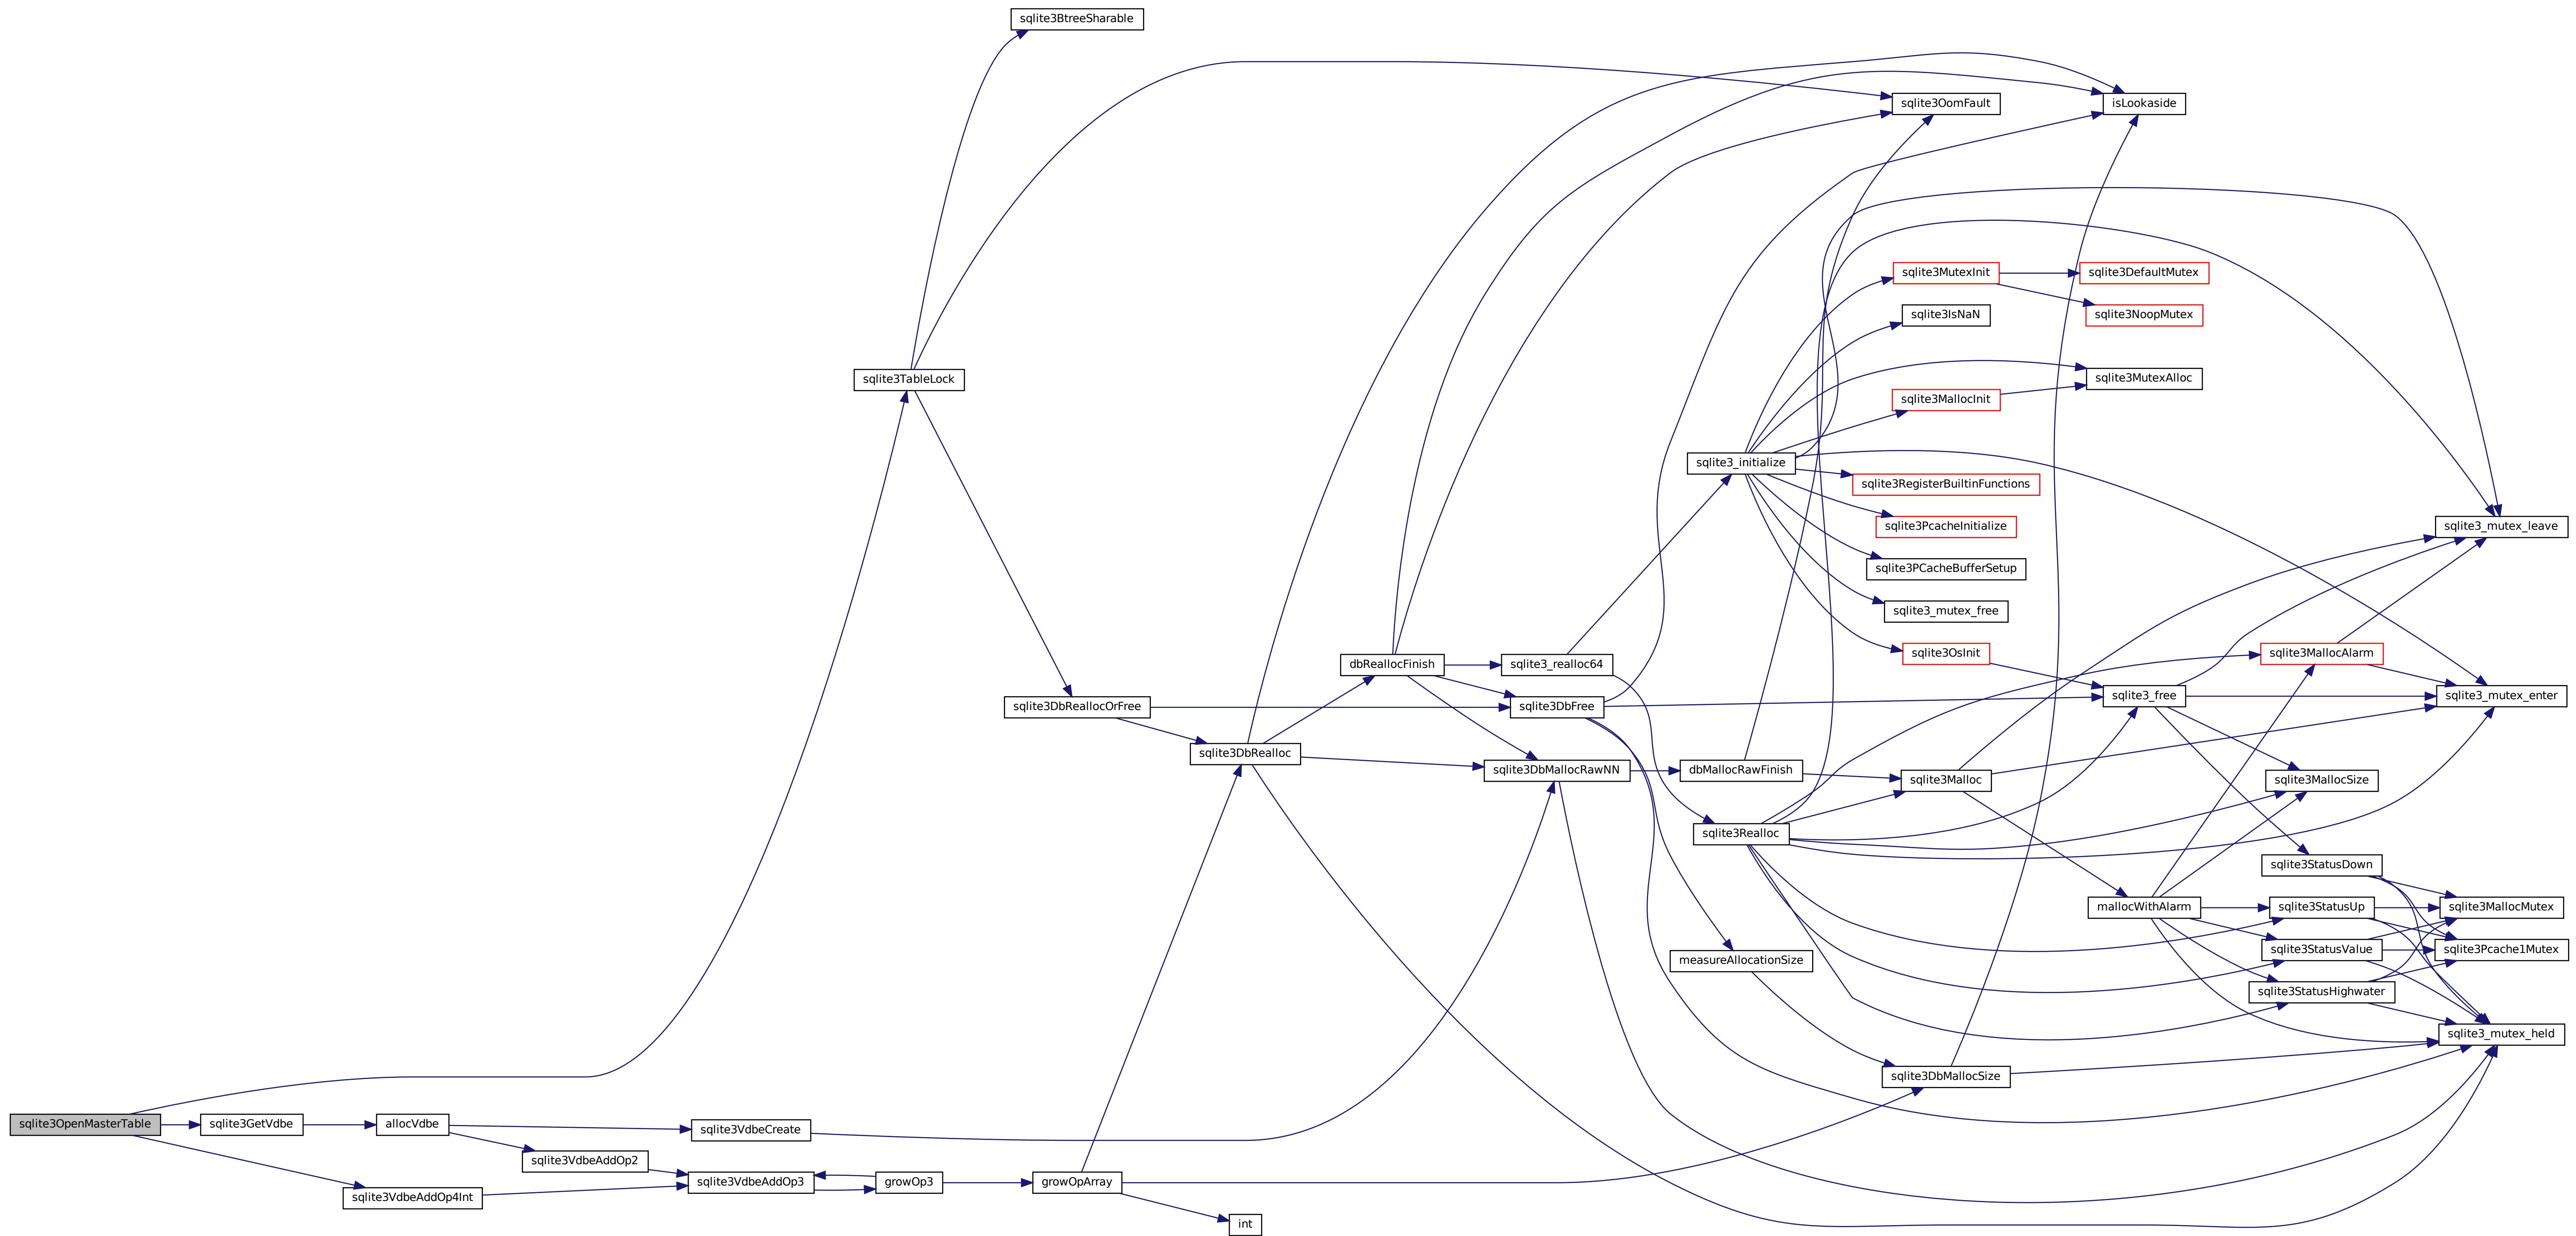 sqlite3BtreeSharable
sqlite3OomFault
isLookaside
sqlite3MutexInit
sqlite3DefaultMutex
sqlite3NoopMutex
sqlite3IsNaN
sqlite3TableLock
sqlite3MutexAlloc
sqlite3MallocInit
sqlite3_initialize
sqlite3RegisterBuiltinFunctions
sqlite3PcacheInitialize
sqlite3_mutex_leave
sqlite3PCacheBufferSetup
sqlite3_mutex_free
sqlite3OsInit
sqlite3MallocAlarm
dbReallocFinish
sqlite3_realloc64
sqlite3_free
sqlite3_mutex_enter
sqlite3DbReallocOrFree
sqlite3DbFree
sqlite3DbRealloc
sqlite3DbMallocRawNN
dbMallocRawFinish
sqlite3Malloc
sqlite3MallocSize
sqlite3Realloc
sqlite3StatusDown
mallocWithAlarm
sqlite3StatusUp
sqlite3MallocMutex
measureAllocationSize
sqlite3StatusValue
sqlite3Pcache1Mutex
sqlite3StatusHighwater
sqlite3_mutex_held
sqlite3DbMallocSize
sqlite3OpenMasterTable
sqlite3GetVdbe
allocVdbe
sqlite3VdbeCreate
sqlite3VdbeAddOp2
sqlite3VdbeAddOp4Int
sqlite3VdbeAddOp3
growOp3
growOpArray
int